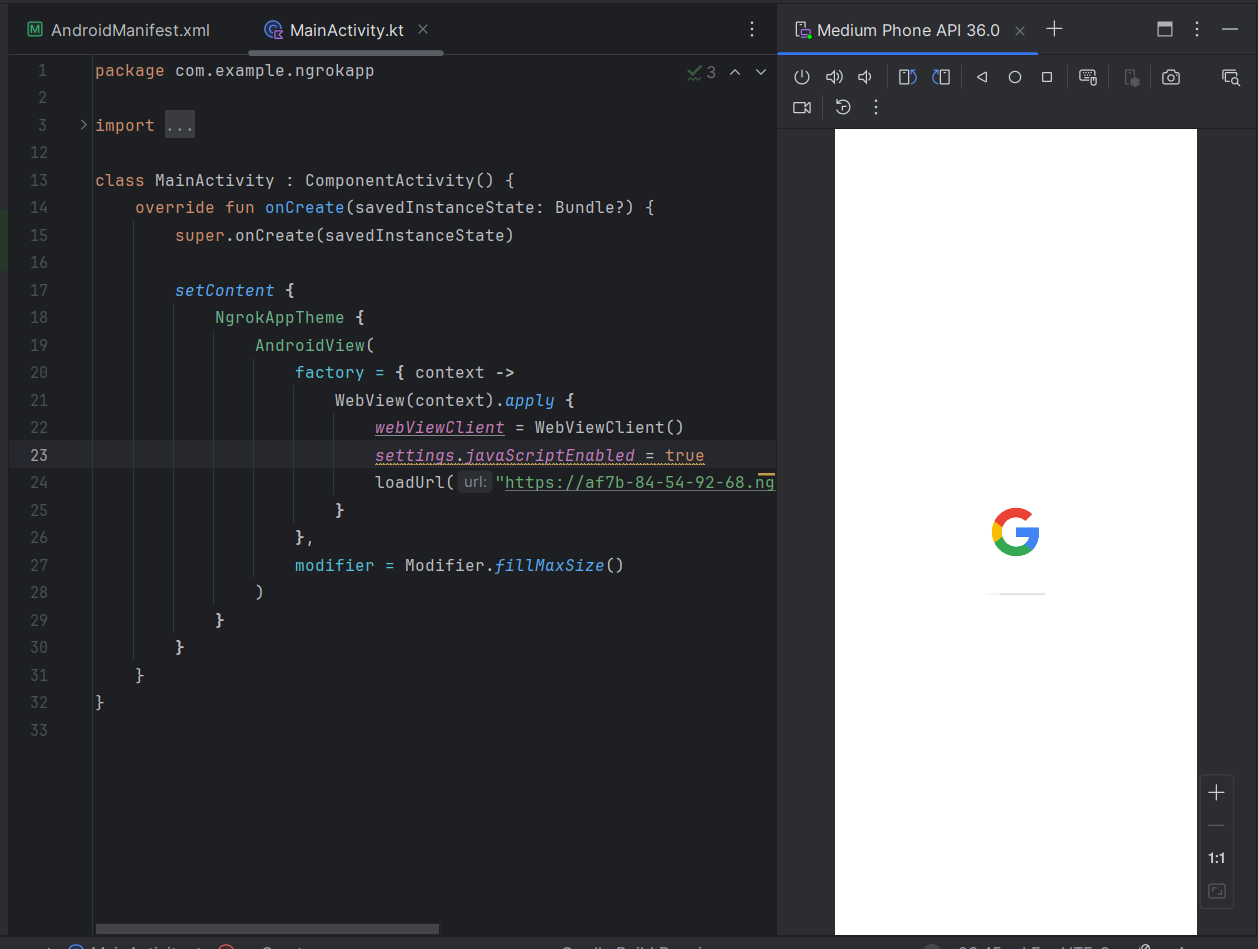 AndroidManifest.xml
MainActivity.kt
Medium Phone API 36.0
3
1 package com.example.ngrokapp
2
3 import ...
12
13 class MainActivity : ComponentActivity() {
14 override fun onCreate(savedInstanceState: Bundle?) {
15 super.onCreate(savedInstanceState)
16
17 setContent {
18 NgrokAppTheme {
19 AndroidView(
20 factory = { context ->
21 WebView(context).apply {
22 webViewClient = WebViewClient()
23 settings.javaScriptEnabled = true
24 loadUrl( url: "https://af7b-84-54-92-68.ng
25 }
26 },
27 modifier = Modifier.fillMaxSize()
28 )
29 }
30 }
31 }
32 }
33
1:1